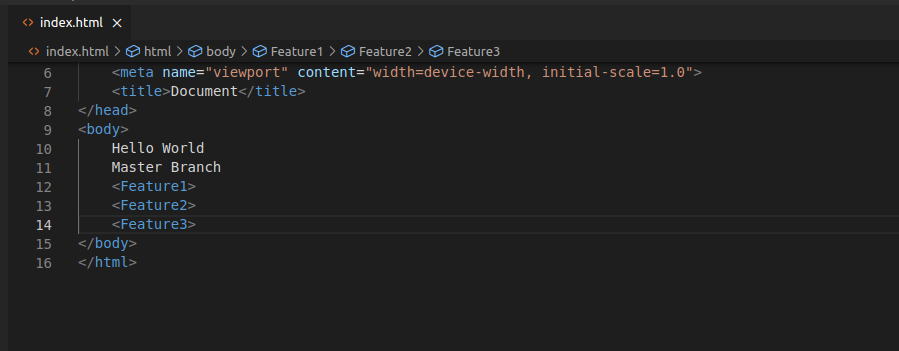 index.html
index.html > html > body > Feature1 > Feature2 > Feature3
6 <meta name="viewport" content="width=device-width, initial-scale=1.0">
7 <title>Document</title>
8 </head>
9 <body>
10 Hello World
11 Master Branch
12 <Feature1>
13 <Feature2>
14 <Feature3>
15 </body>
16 </html>